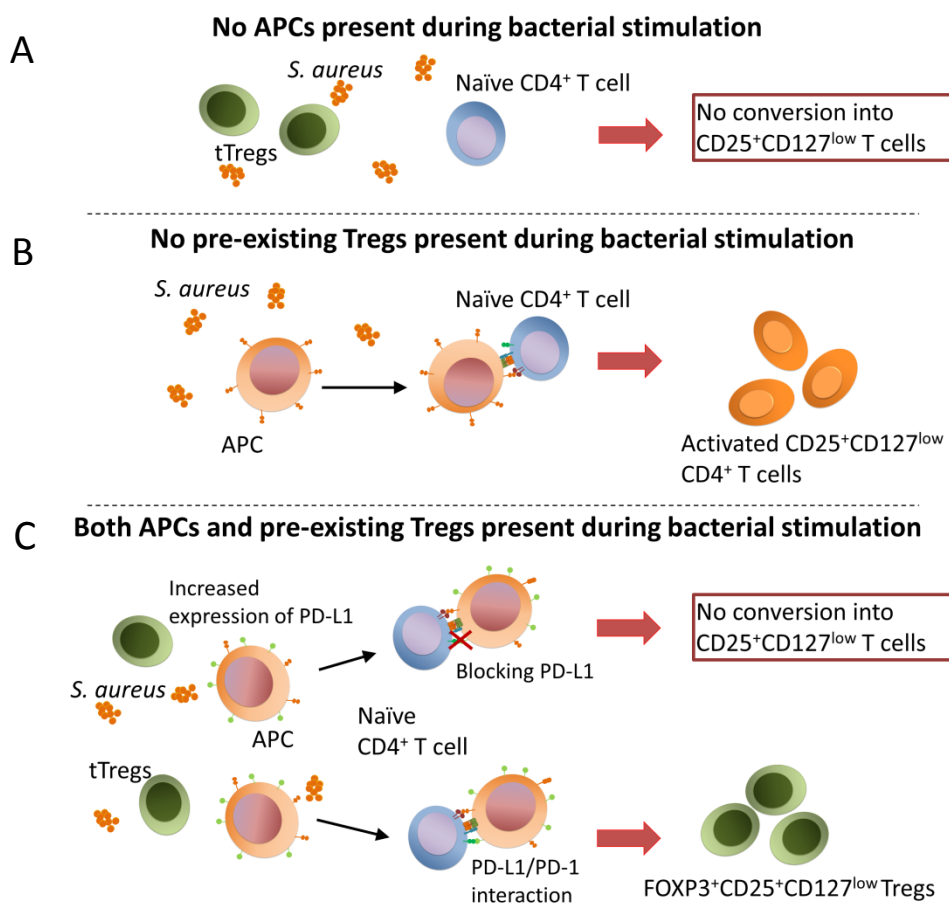 A
No APCs present during bacterial stimulation
S. aureus
Naïve CD4⁺ T cell
tTregs
No conversion into
CD25⁺CD127ˡᵒʷ T cells
B
No pre-existing Tregs present during bacterial stimulation
S. aureus
Naïve CD4⁺ T cell
APC
Activated CD25⁺CD127ˡᵒʷ
CD4⁺ T cells
C
Both APCs and pre-existing Tregs present during bacterial stimulation
Increased
expression of PD-L1
S. aureus
APC
Blocking PD-L1
No conversion into
CD25⁺CD127ˡᵒʷ T cells
Naïve
CD4⁺ T cell
tTregs
PD-L1/PD-1
interaction
FOXP3⁺CD25⁺CD127ˡᵒʷ Tregs